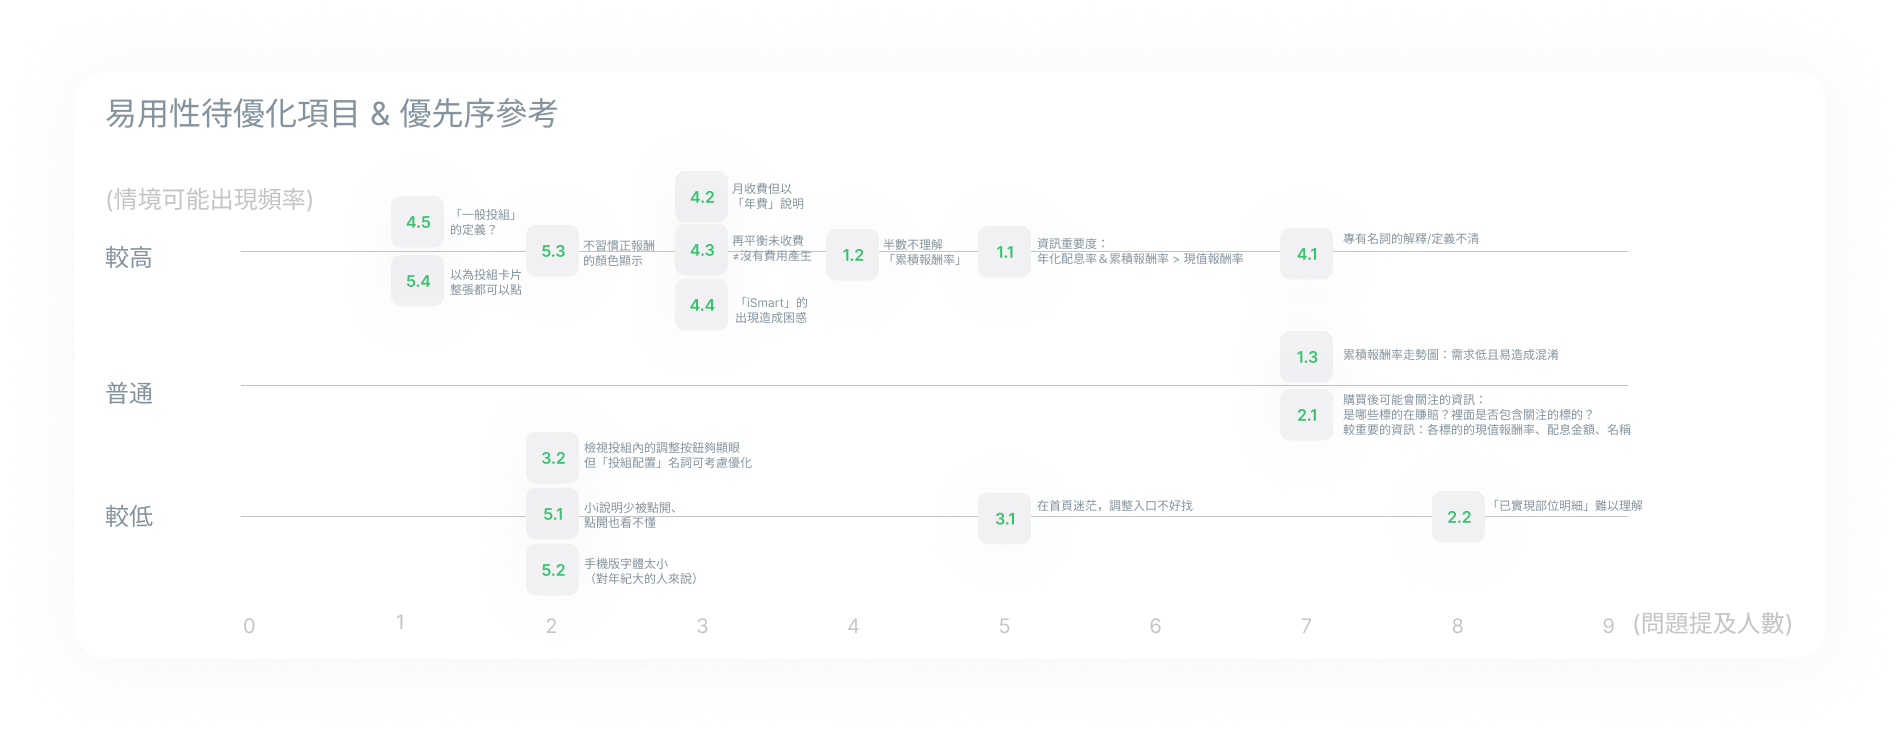 易用性待優化項目 & 優先序參考
(情境可能出現頻率)
較高
4.5
「一般投組」
的定義？
5.4
以為投組卡片
整張都可以點
5.3
不習慣正報酬
的顏色顯示
4.2
月收費但以
「年費」說明
4.3
再平衡未收費
≠沒有費用產生
4.4
「iSmart」的
出現造成困惑
1.2
半數不理解
「累積報酬率」
1.1
資訊重要度：
年化配息率＆累積報酬率 > 現值報酬率
4.1
專有名詞的解釋/定義不清
普通
1.3
累積報酬率走勢圖：需求低且易造成混淆
2.1
購買後可能會關注的資訊：
是哪些標的在賺賠？裡面是否包含關注的標的？
較重要的資訊：各標的的現值報酬率、配息金額、名稱
較低
3.2
檢視投組內的調整按鈕夠顯眼
但「投組配置」名詞可考慮優化
5.1
小i說明少被點開、
點開也看不懂
5.2
手機版字體太小
（對年紀大的人來說）
3.1
在首頁迷茫，調整入口不好找
2.2
「已實現部位明細」難以理解
0
1
2
3
4
5
6
7
8
9
(問題提及人數)